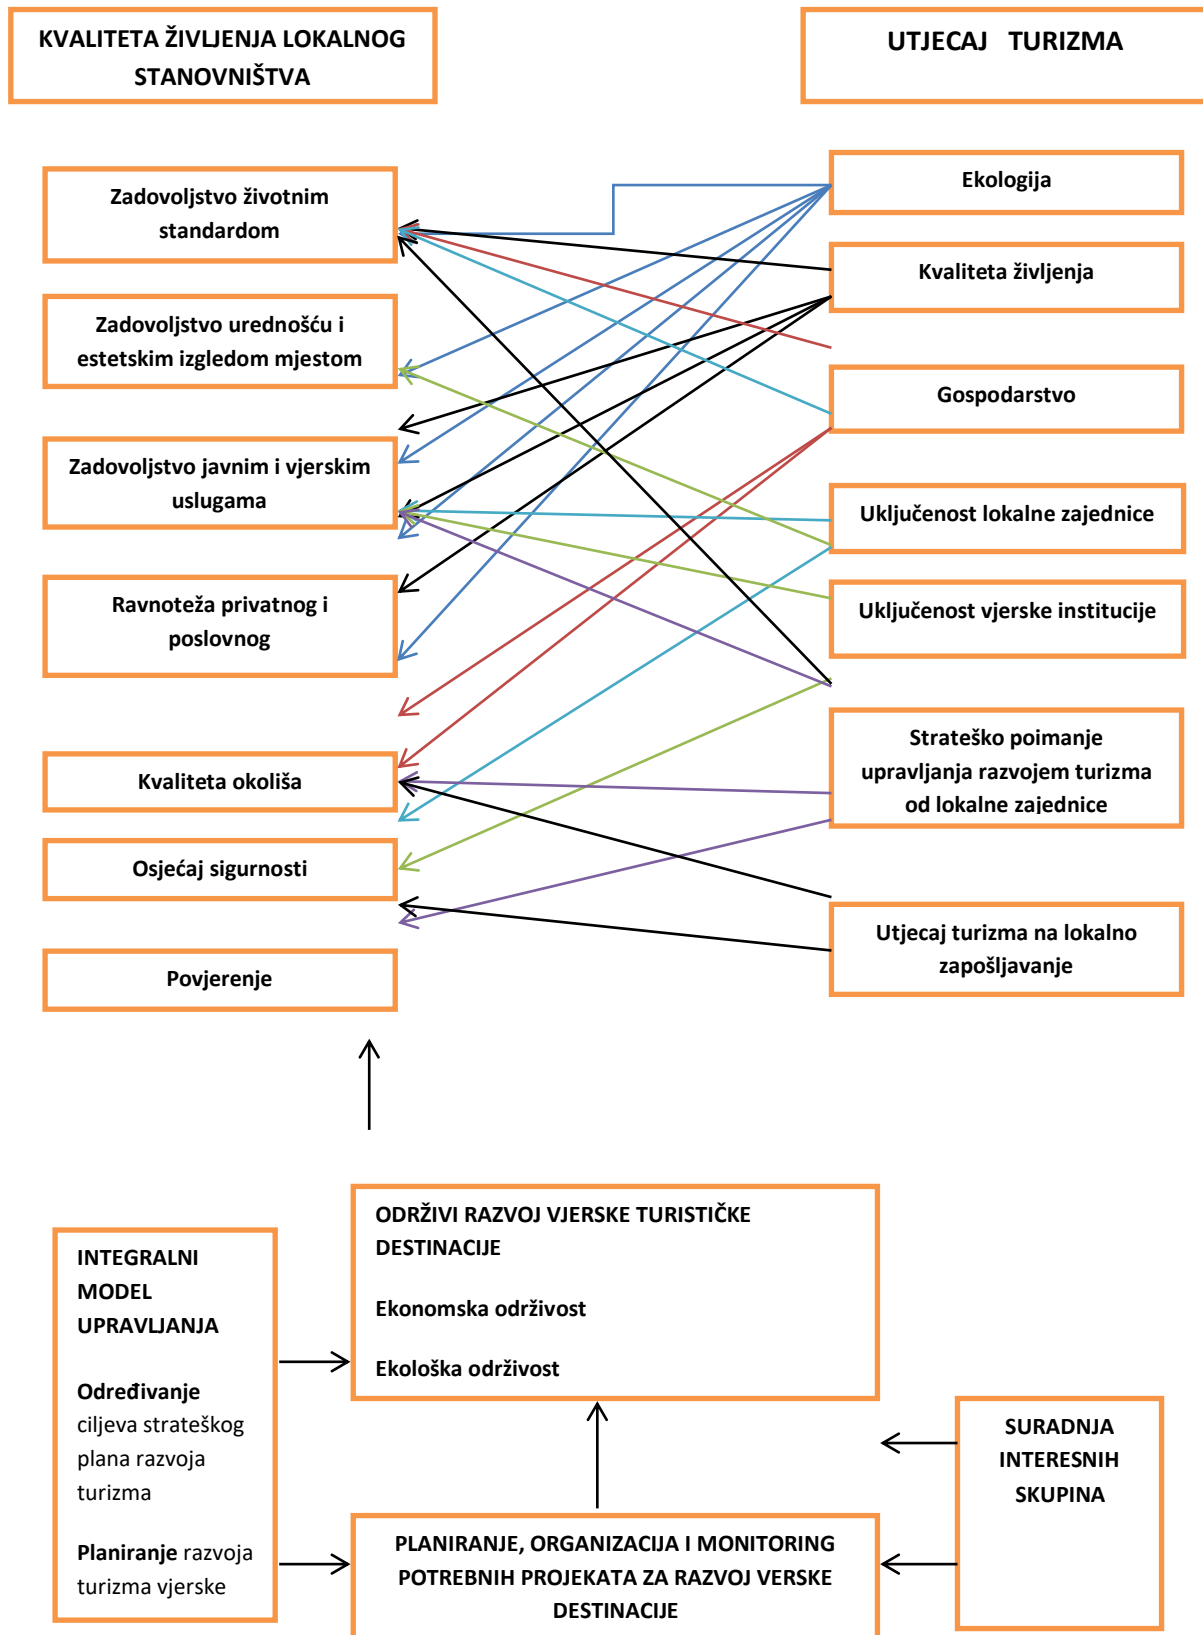 KVALITETA ŽIVLJENJA LOKALNOG
STANOVNIŠTVA
UTJECAJ TURIZMA
Zadovoljstvo životnim
standardom
Zadovoljstvo urednošću i
estetskim izgledom mjestom
Zadovoljstvo javnim i vjerskim
uslugama
Ravnoteža privatnog i
poslovnog
Kvaliteta okoliša
Osjećaj sigurnosti
Povjerenje
Ekologija
Kvaliteta življenja
Gospodarstvo
Uključenost lokalne zajednice
Uključenost vjerske institucije
Strateško poimanje
upravljanja razvojem turizma
od lokalne zajednice
Utjecaj turizma na lokalno
zapošljavanje
INTEGRALNI
MODEL
UPRAVLJANJA
Određivanje
ciljeva strateškog
plana razvoja
turizma
Planiranje razvoja
turizma vjerske
ODRŽIVI RAZVOJ VJERSKE TURISTIČKE
DESTINACIJE
Ekonomska održivost
Ekološka održivost
PLANIRANJE, ORGANIZACIJA I MONITORING
POTREBNIH PROJEKATA ZA RAZVOJ VERSKE
DESTINACIJE
SURADNJA
INTERESNIH
SKUPINA